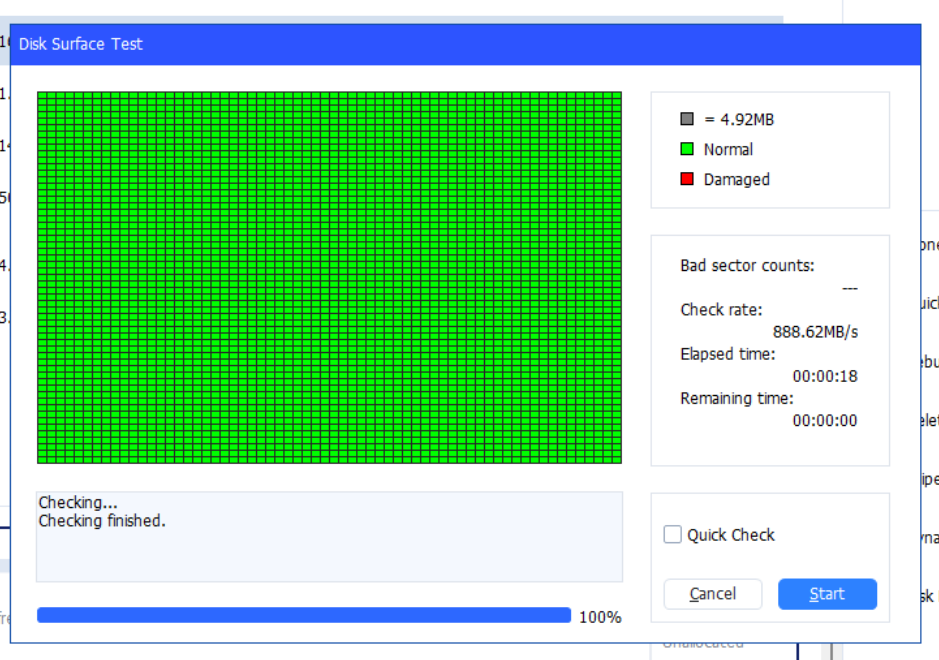 Disk Surface Test
= 4.92MB
Normal
Damaged
Bad sector counts:
---
Check rate:
888.62MB/s
Elapsed time:
00:00:18
Remaining time:
00:00:00
Checking...
Checking finished.
Quick Check
Cancel
Start
100%
Unallocated